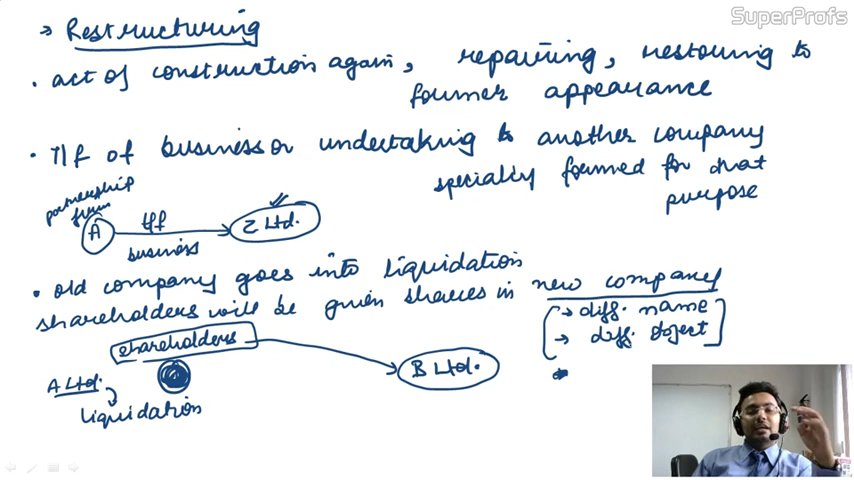 SuperProfs
→ Restructuring
• act of construction again, repairing, restouring to
former appearance
• T/f of business or undertaking to another company
specially formed for that
purpose
partnership
firm
A tff Z Ltd.
business
• old company goes into liquidation
shareholders will be given shares in new company
→ diff. name
→ diff. object
shareholders
B Ltd.
A Ltd.
liquidation